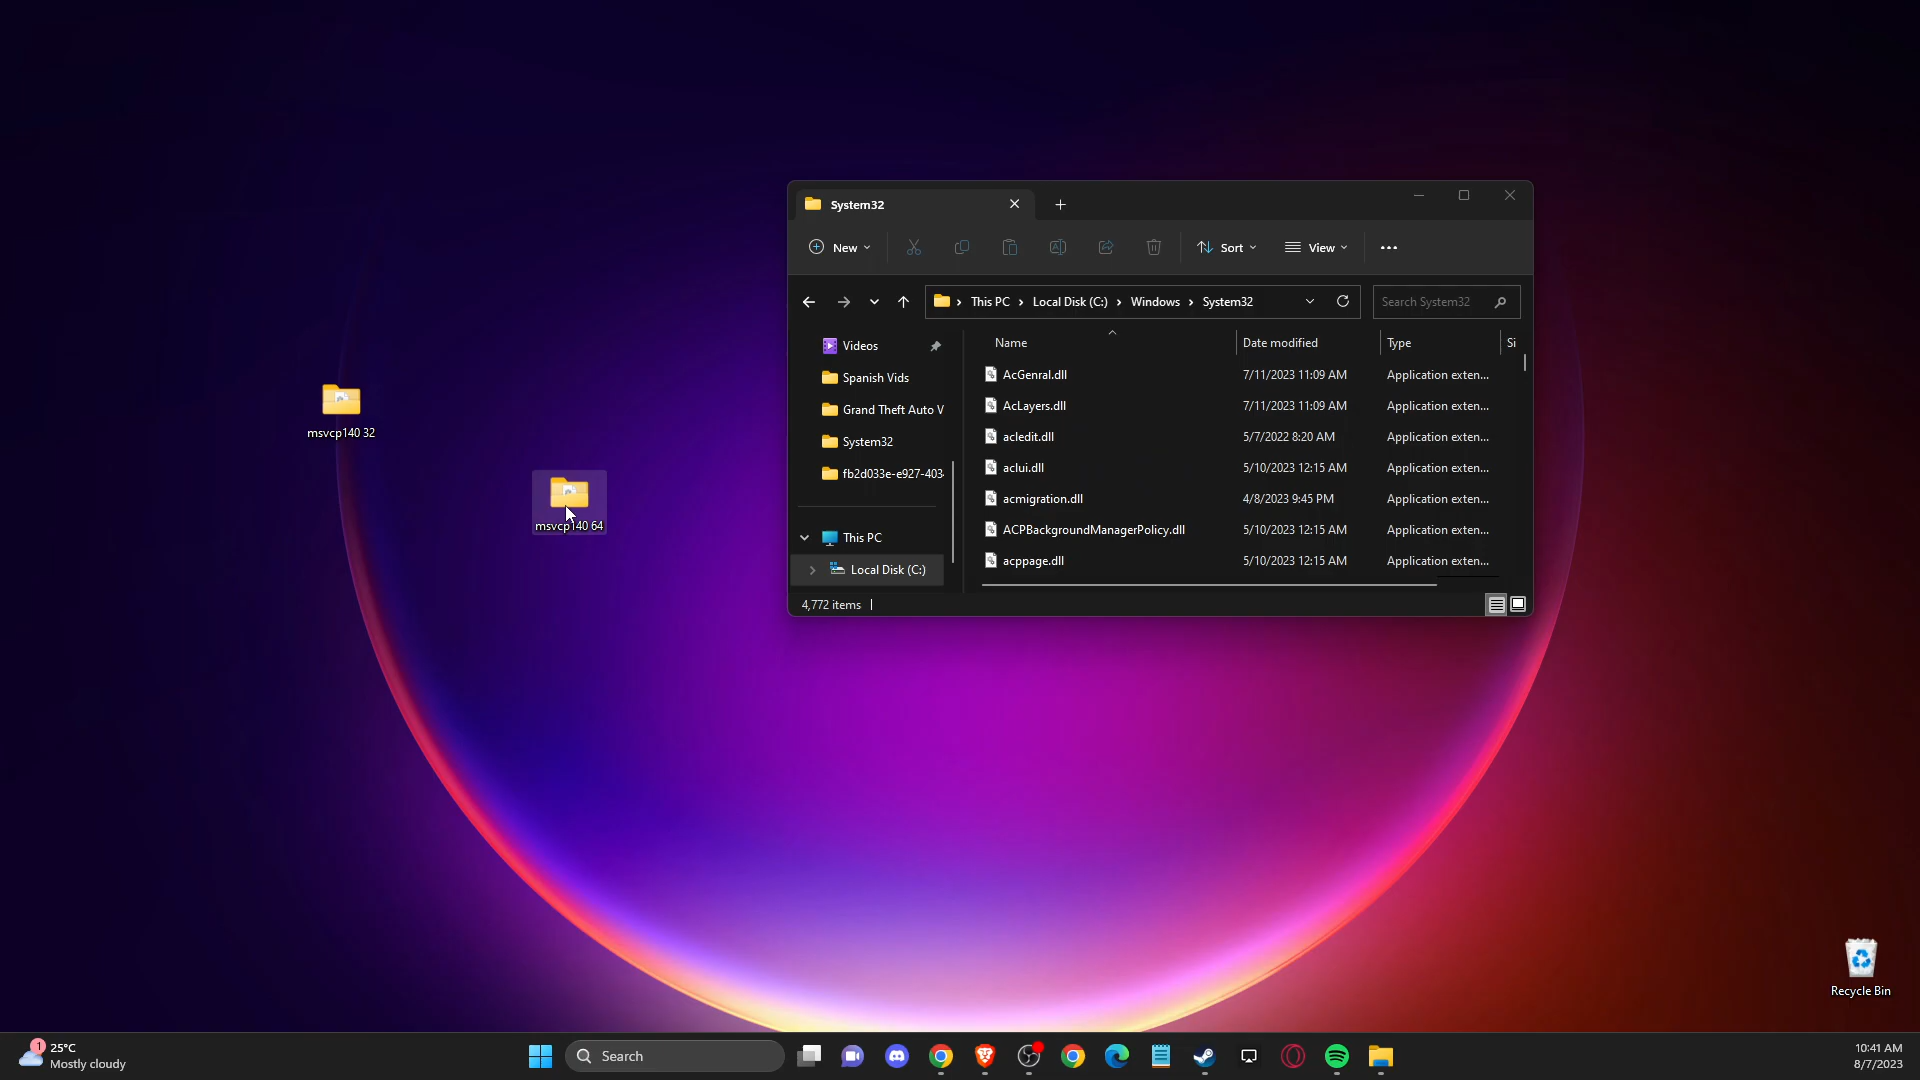 System32
New
Sort
View
This PC
Local Disk (C:)
Windows
System32
Search System32
Videos
Spanish Vids
Grand Theft Auto V
System32
fb2d033e-e927-403
This PC
Local Disk (C:)
Name
Date modified
Type
Si
AcGenral.dll 7/11/2023 11:09 AM Application exten...
AcLayers.dll 7/11/2023 11:09 AM Application exten...
acledit.dll 5/7/2022 8:20 AM Application exten...
aclui.dll 5/10/2023 12:15 AM Application exten...
acmigration.dll 4/8/2023 9:45 PM Application exten...
ACPBackgroundManagerPolicy.dll 5/10/2023 12:15 AM Application exten...
acppage.dll 5/10/2023 12:15 AM Application exten...
4,772 items
msvcp140 32
msvcp140 64
Recycle Bin
1
25°C
Mostly cloudy
Search
10:41 AM
8/7/2023